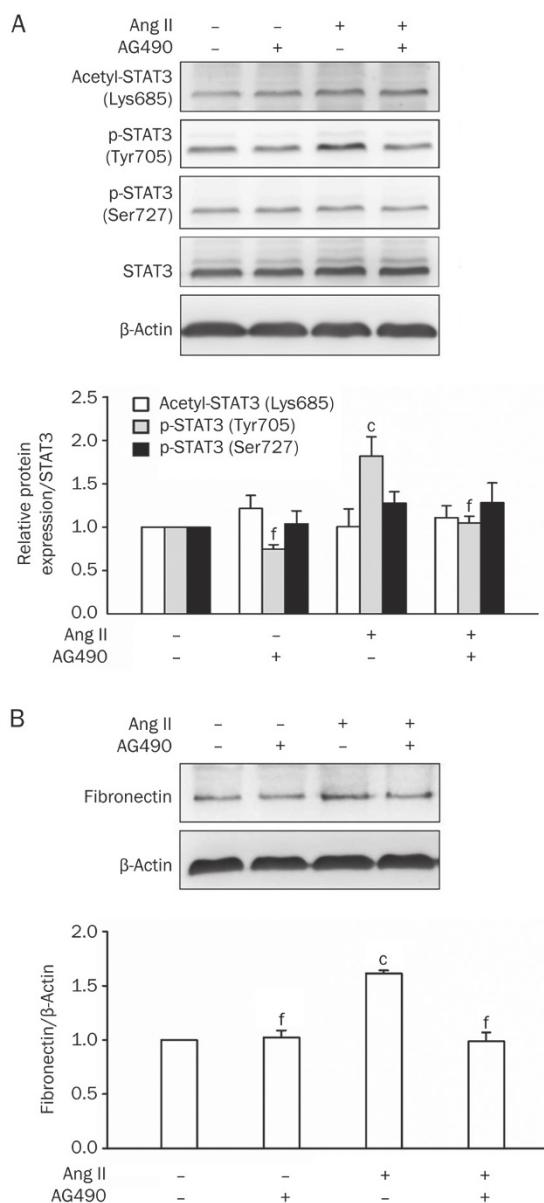 A
Ang II – – + +
AG490 – + – +
Acetyl-STAT3
(Lys685)
p-STAT3
(Tyr705)
p-STAT3
(Ser727)
STAT3
β-Actin
Relative protein
expression/STAT3
2.5
2.0
1.5
1.0
0.5
0.0
Acetyl-STAT3 (Lys685)
p-STAT3 (Tyr705)
p-STAT3 (Ser727)
f
c
f
Ang II – – + +
AG490 – + – +
B
Ang II – – + +
AG490 – + – +
Fibronectin
β-Actin
Fibronectin/β-Actin
2.0
1.5
1.0
0.5
0.0
f
c
f
Ang II – – + +
AG490 – + – +